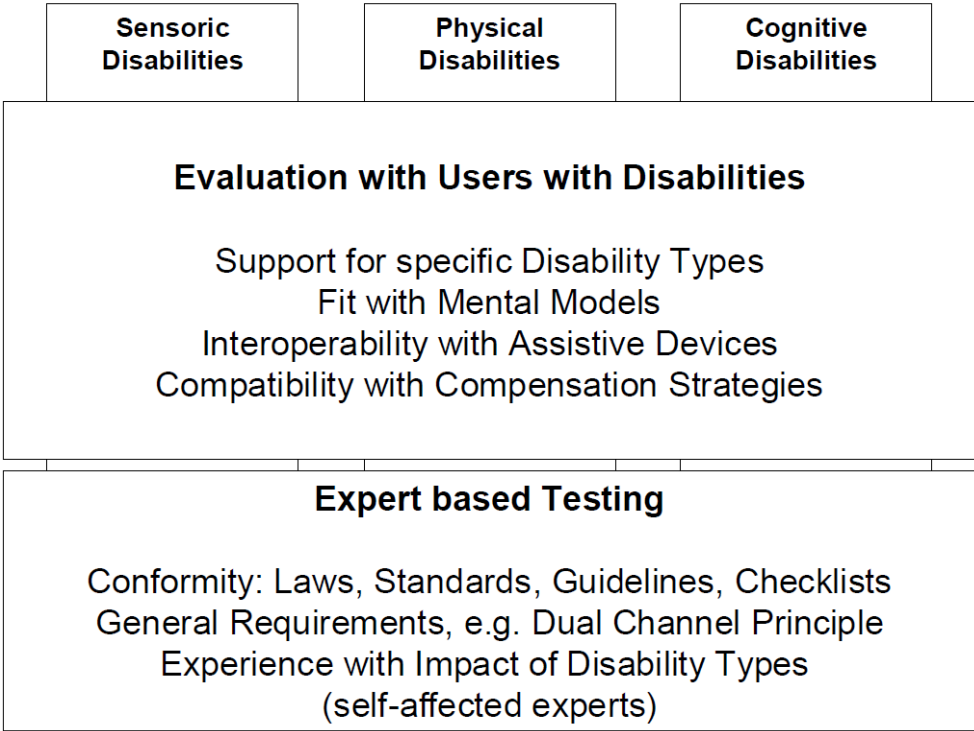 Sensoric
Disabilities
Physical
Disabilities
Cognitive
Disabilities
Evaluation with Users with Disabilities
Support for specific Disability Types
Fit with Mental Models
Interoperability with Assistive Devices
Compatibility with Compensation Strategies
Expert based Testing
Conformity: Laws, Standards, Guidelines, Checklists
General Requirements, e.g. Dual Channel Principle
Experience with Impact of Disability Types
(self-affected experts)